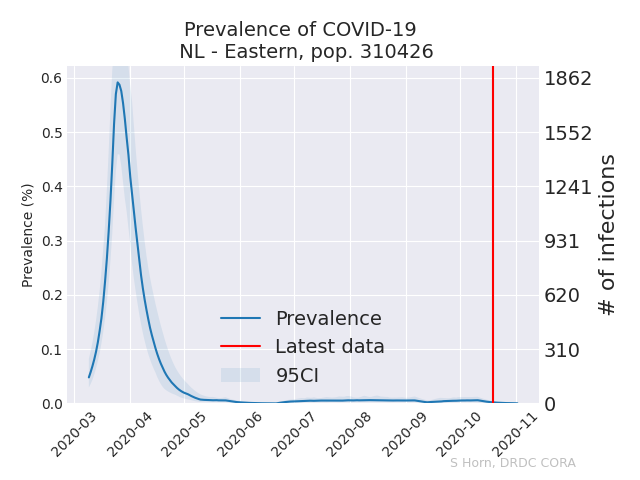 Prevalence of COVID-19
NL - Eastern, pop. 310426
Prevalence (%)
0.6
0.5
0.4
0.3
0.2
0.1
0.0
1862
1552
1241
931
620
310
0
# of infections
Prevalence
Latest data
95CI
2020-03
2020-04
2020-05
2020-06
2020-07
2020-08
2020-09
2020-10
2020-11
S Horn, DRDC CORA